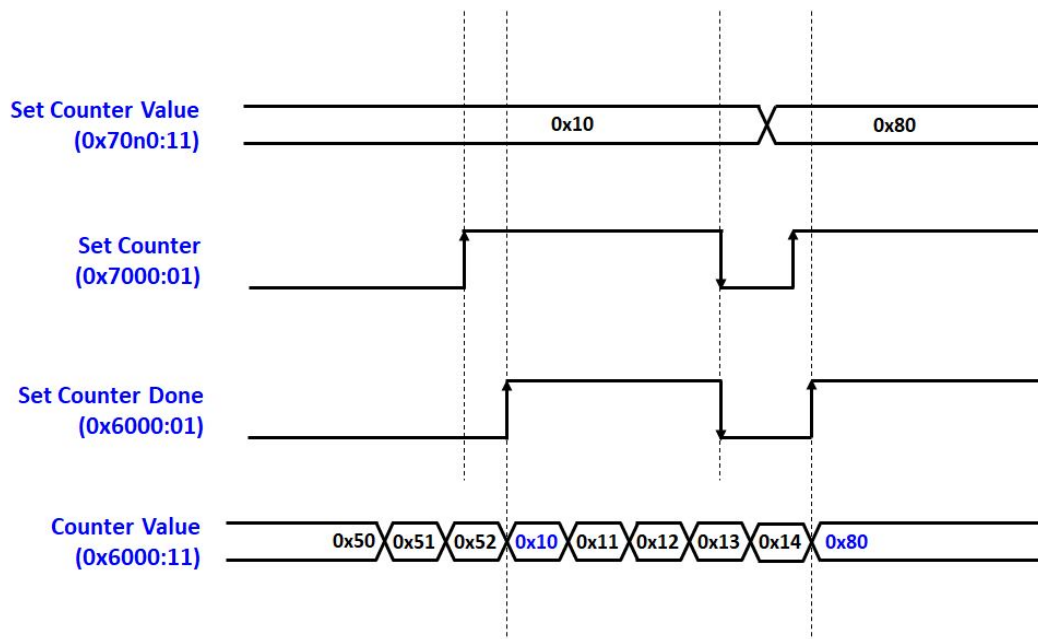 Set Counter Value
(0x70n0:11)
0x10
0x80
Set Counter
(0x7000:01)
Set Counter Done
(0x6000:01)
Counter Value
(0x6000:11)
0x50 0x51 0x52 0x10 0x11 0x12 0x13 0x14 0x80